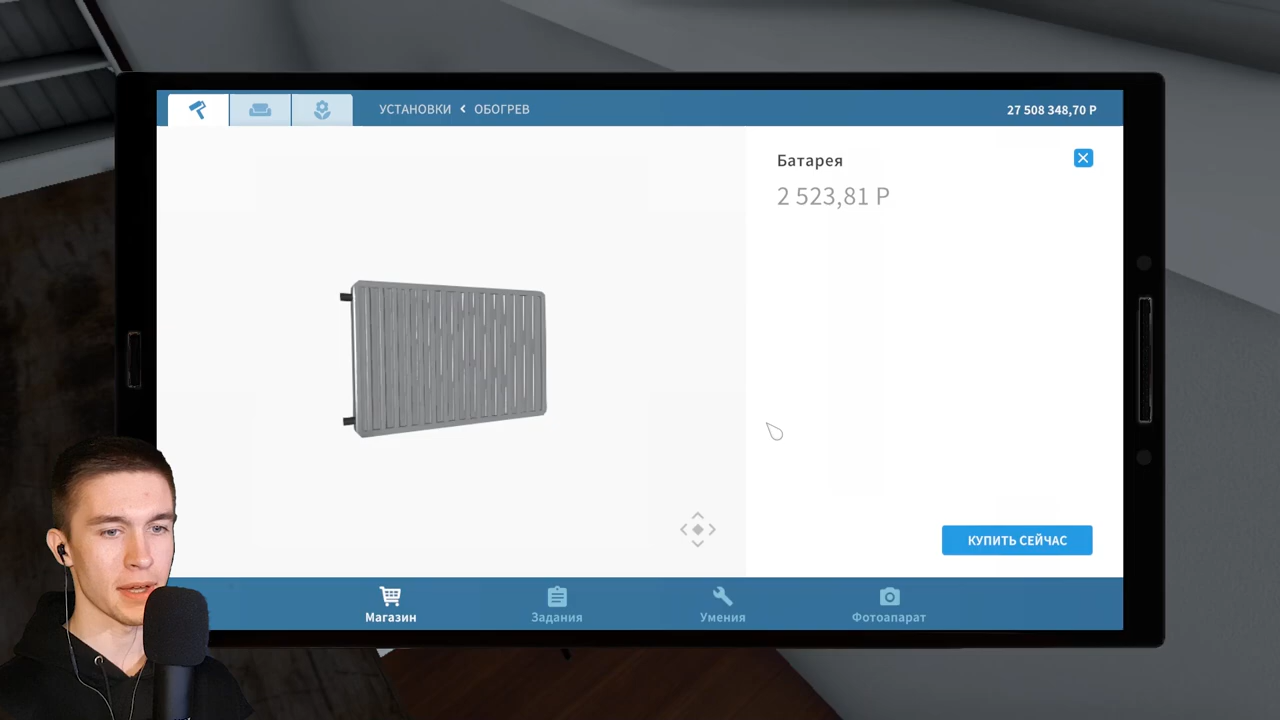 УСТАНОВКИ < ОБОГРЕВ
27 508 348,70 Р
Батарея
2 523,81 Р
КУПИТЬ СЕЙЧАС
Магазин
Задания
Умения
Фотоапарат